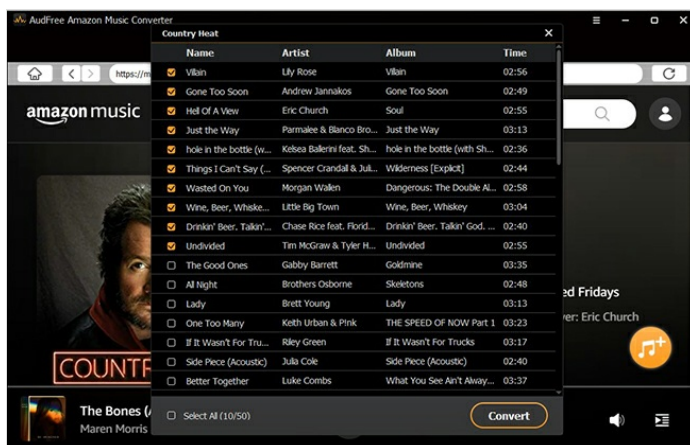 AudFree Amazon Music Converter
Country Heat
Name Artist Album Time
https://m
amazon music
Villain Lily Rose Villain 02:56
Gone Too Soon Andrew Jannakos Gone Too Soon 02:49
Hell Of A View Eric Church Soul 02:55
Just the Way Parmalee & Blanco Bro... Just the Way 03:13
hole in the bottle (w... Kelsea Ballerini feat. Sh... hole in the bottle (with Sh... 02:36
Things I Can't Say (... Spencer Crandall & Juli... Wilderness [Explicit] 02:44
Wasted On You Morgan Wallen Dangerous: The Double Al... 02:58
Wine, Beer, Whiske... Little Big Town Wine, Beer, Whiskey 03:04
Drinkin' Beer. Talkin'... Chase Rice feat. Florid... Drinkin' Beer. Talkin' God. ... 02:40
Undivided Tim McGraw & Tyler H... Undivided 02:55
The Good Ones Gabby Barrett Goldmine 03:35
All Night Brothers Osborne Skeletons 02:48
Lady Brett Young Lady 03:13
One Too Many Keith Urban & P!nk THE SPEED OF NOW Part 1 03:23
If It Wasn't For Tru... Riley Green If It Wasn't For Trucks 03:17
Side Piece (Acoustic) Julia Cole Side Piece (Acoustic) 02:40
Better Together Luke Combs What You See Ain't Alway... 03:37
ed Fridays
er: Eric Church
COUNTR
The Bones (
Maren Morris
Select All (10/50)
Convert